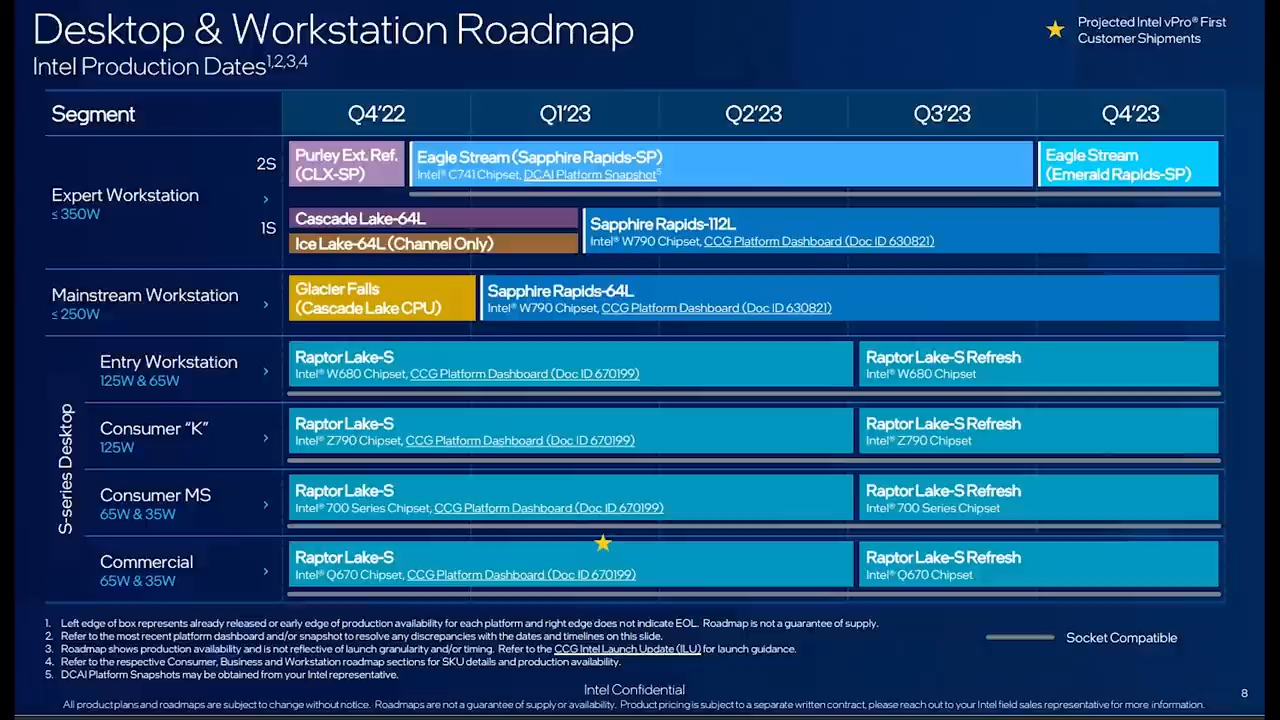 Desktop & Workstation Roadmap
Intel Production Dates1,2,3,4
Projected Intel vPro® First
Customer Shipments
Segment
Q4'22
Q1'23
Q2'23
Q3'23
Q4'23
Expert Workstation
≤ 350W
2S
Purley Ext. Ref.
(CLX-SP)
Eagle Stream (Sapphire Rapids-SP)
Intel® C741 Chipset, DCAI Platform Snapshot5
Eagle Stream
(Emerald Rapids-SP)
1S
Cascade Lake-64L
Ice Lake-64L (Channel Only)
Sapphire Rapids-112L
Intel® W790 Chipset, CCG Platform Dashboard (Doc ID 630821)
Mainstream Workstation
≤ 250W
Glacier Falls
(Cascade Lake CPU)
Sapphire Rapids-64L
Intel® W790 Chipset, CCG Platform Dashboard (Doc ID 630821)
S-series Desktop
Entry Workstation
125W & 65W
Raptor Lake-S
Intel® W680 Chipset, CCG Platform Dashboard (Doc ID 670199)
Raptor Lake-S Refresh
Intel® W680 Chipset
Consumer “K”
125W
Raptor Lake-S
Intel® Z790 Chipset, CCG Platform Dashboard (Doc ID 670199)
Raptor Lake-S Refresh
Intel® Z790 Chipset
Consumer MS
65W & 35W
Raptor Lake-S
Intel® 700 Series Chipset, CCG Platform Dashboard (Doc ID 670199)
Raptor Lake-S Refresh
Intel® 700 Series Chipset
Commercial
65W & 35W
Raptor Lake-S
Intel® Q670 Chipset, CCG Platform Dashboard (Doc ID 670199)
Raptor Lake-S Refresh
Intel® Q670 Chipset
1. Left edge of box represents already released or early edge of production availability for each platform and right edge does not indicate EOL. Roadmap is not a guarantee of supply.
2. Refer to the most recent platform dashboard and/or snapshot to resolve any discrepancies with the dates and timelines on this slide.
3. Roadmap shows production availability and is not reflective of launch granularity and/or timing. Refer to the CCG Intel Launch Update (ILU) for launch guidance.
4. Refer to the respective Consumer, Business and Workstation roadmap sections for SKU details and production availability.
5. DCAI Platform Snapshots may be obtained from your Intel representative.
Socket Compatible
Intel Confidential
8
All product plans and roadmaps are subject to change without notice. Roadmaps are not a guarantee of supply or availability. Product pricing is subject to a separate written contract, please reach out to your Intel field sales representative for more information.